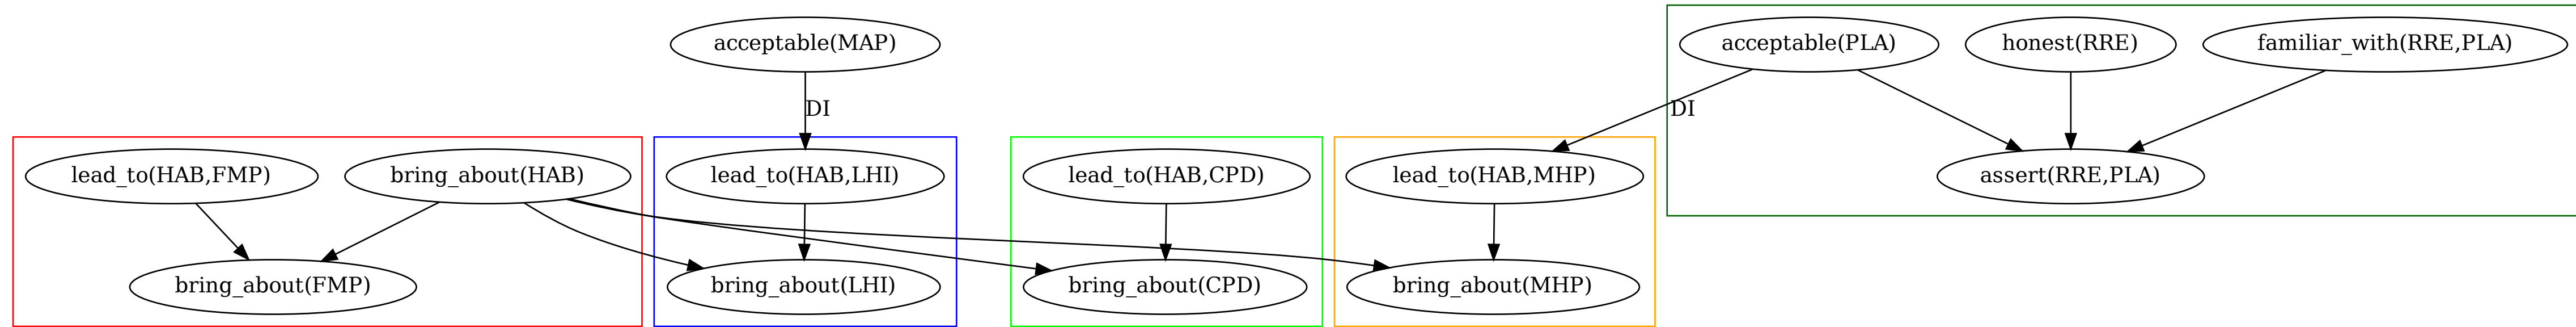 acceptable(MAP)
acceptable(PLA)
honest(RRE)
familiar_with(RRE,PLA)
DI
DI
lead_to(HAB,FMP)
bring_about(HAB)
lead_to(HAB,LHI)
lead_to(HAB,CPD)
lead_to(HAB,MHP)
assert(RRE,PLA)
bring_about(FMP)
bring_about(LHI)
bring_about(CPD)
bring_about(MHP)